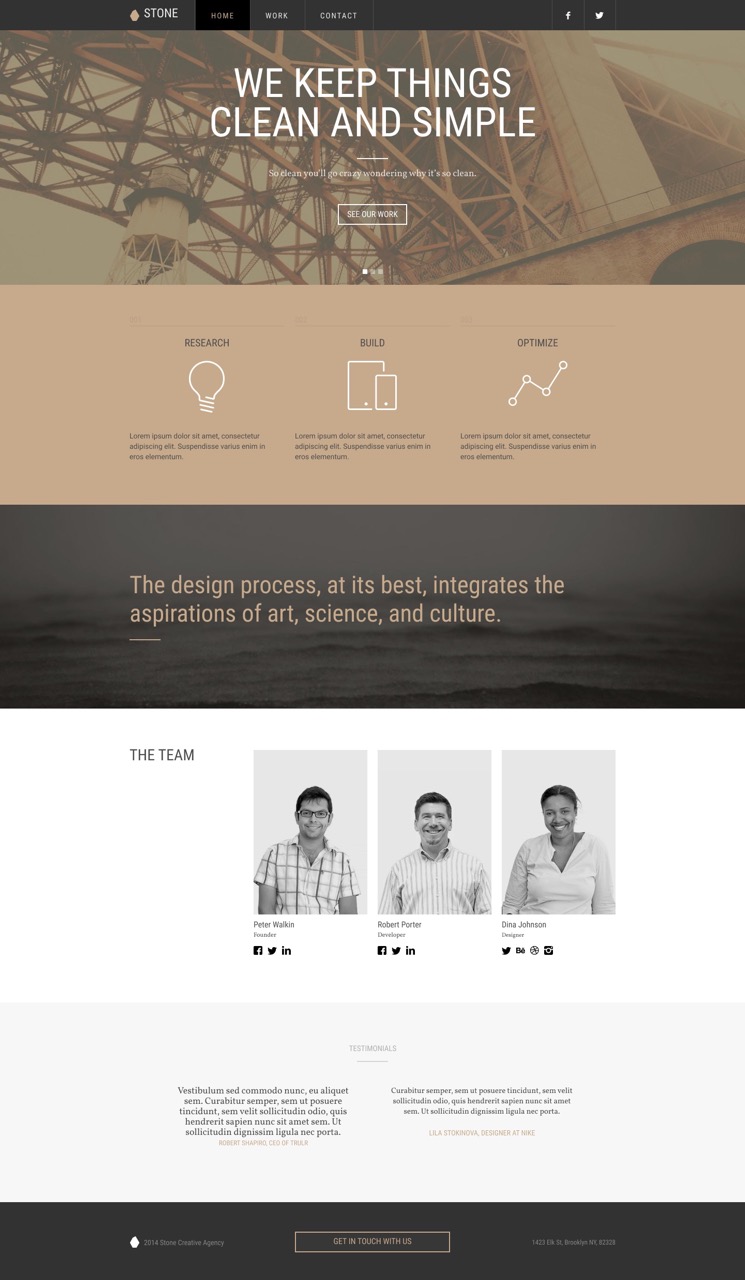 STONE
HOME
WORK
CONTACT
WE KEEP THINGS
CLEAN AND SIMPLE
So clean you'll go crazy wondering why it's so clean.
SEE OUR WORK
RESEARCH
BUILD
OPTIMIZE
Lorem ipsum dolor sit amet, consectetur
adipiscing elit. Suspendisse varius enim in
eros elementum.
Lorem ipsum dolor sit amet, consectetur
adipiscing elit. Suspendisse varius enim in
eros elementum.
Lorem ipsum dolor sit amet, consectetur
adipiscing elit. Suspendisse varius enim in
eros elementum.
The design process, at its best, integrates the
aspirations of art, science, and culture.
THE TEAM
Peter Walkin
Founder
Robert Porter
Developer
Dina Johnson
Designer
Bē
TESTIMONIALS
Vestibulum sed commodo nunc, eu aliquet
sem. Curabitur semper, sem ut posuere
tincidunt, sem velit sollicitudin odio, quis
hendrerit sapien nunc sit amet sem. Ut
sollicitudin dignissim ligula nec porta.
ROBERT SHAPIRO, CEO OF TRULR
Curabitur semper, sem ut posuere tincidunt, sem velit
sollicitudin odio, quis hendrerit sapien nunc sit amet
sem. Ut sollicitudin dignissim ligula nec porta.
LILA STOKINOVA, DESIGNER AT NIKE
2014 Stone Creative Agency
GET IN TOUCH WITH US
1423 Elk St, Brooklyn NY, 82328